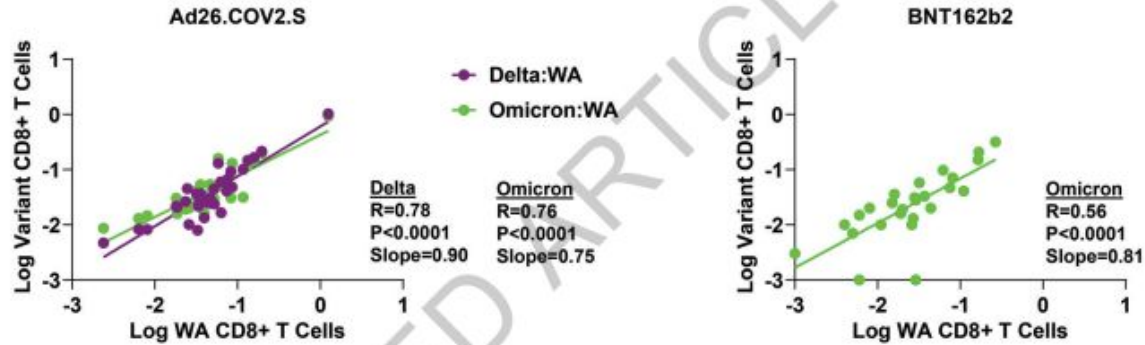 Ad26.COV2.S
Log Variant CD8+ T Cells
1
0
-1
-2
-3
-3 -2 -1 0 1
Log WA CD8+ T Cells
Delta:WA
Omicron:WA
Delta
R=0.78
P<0.0001
Slope=0.90
Omicron
R=0.76
P<0.0001
Slope=0.75
BNT162b2
Log Variant CD8+ T Cells
1
0
-1
-2
-3
-3 -2 -1 0 1
Log WA CD8+ T Cells
Omicron
R=0.56
P<0.0001
Slope=0.81
ED ARTICL